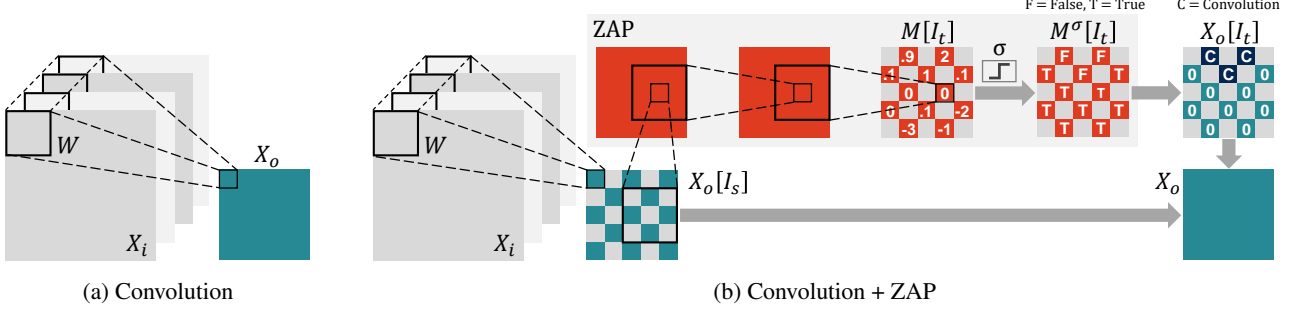 F = False, T = True
C = Convolution
ZAP
M[I_t]
σ
M^σ[I_t]
X_o[I_t]
.9 2
.1 1 .1
0 0
0 .1 -2
-3 -1
F F
T F T
T T
T T T
T T
C C
0 C 0
0 0
0 0 0
0 0
W
X_o
X_i
W
X_o[I_s]
X_i
X_o
(a) Convolution
(b) Convolution + ZAP